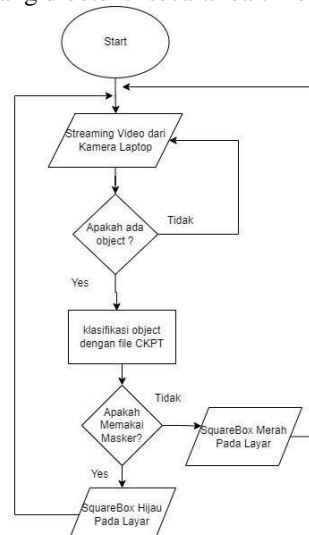 Start
Streaming Video dari
Kamera Laptop
Apakah ada
object ?
Tidak
Yes
klasifikasi object
dengan file CKPT
Apakah
Memakai
Masker?
Tidak
SquareBox Merah
Pada Layar
Yes
SquareBox Hijau
Pada Layar